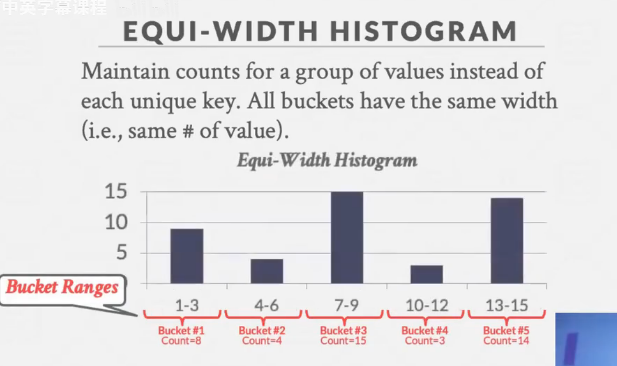 中英字幕课程
EQUI-WIDTH HISTOGRAM
Maintain counts for a group of values instead of
each unique key. All buckets have the same width
(i.e., same # of value).
Equi-Width Histogram
15
10
5
Bucket Ranges
1-3 4-6 7-9 10-12 13-15
Bucket #1 Bucket #2 Bucket #3 Bucket #4 Bucket #5
Count=8 Count=4 Count=15 Count=3 Count=14